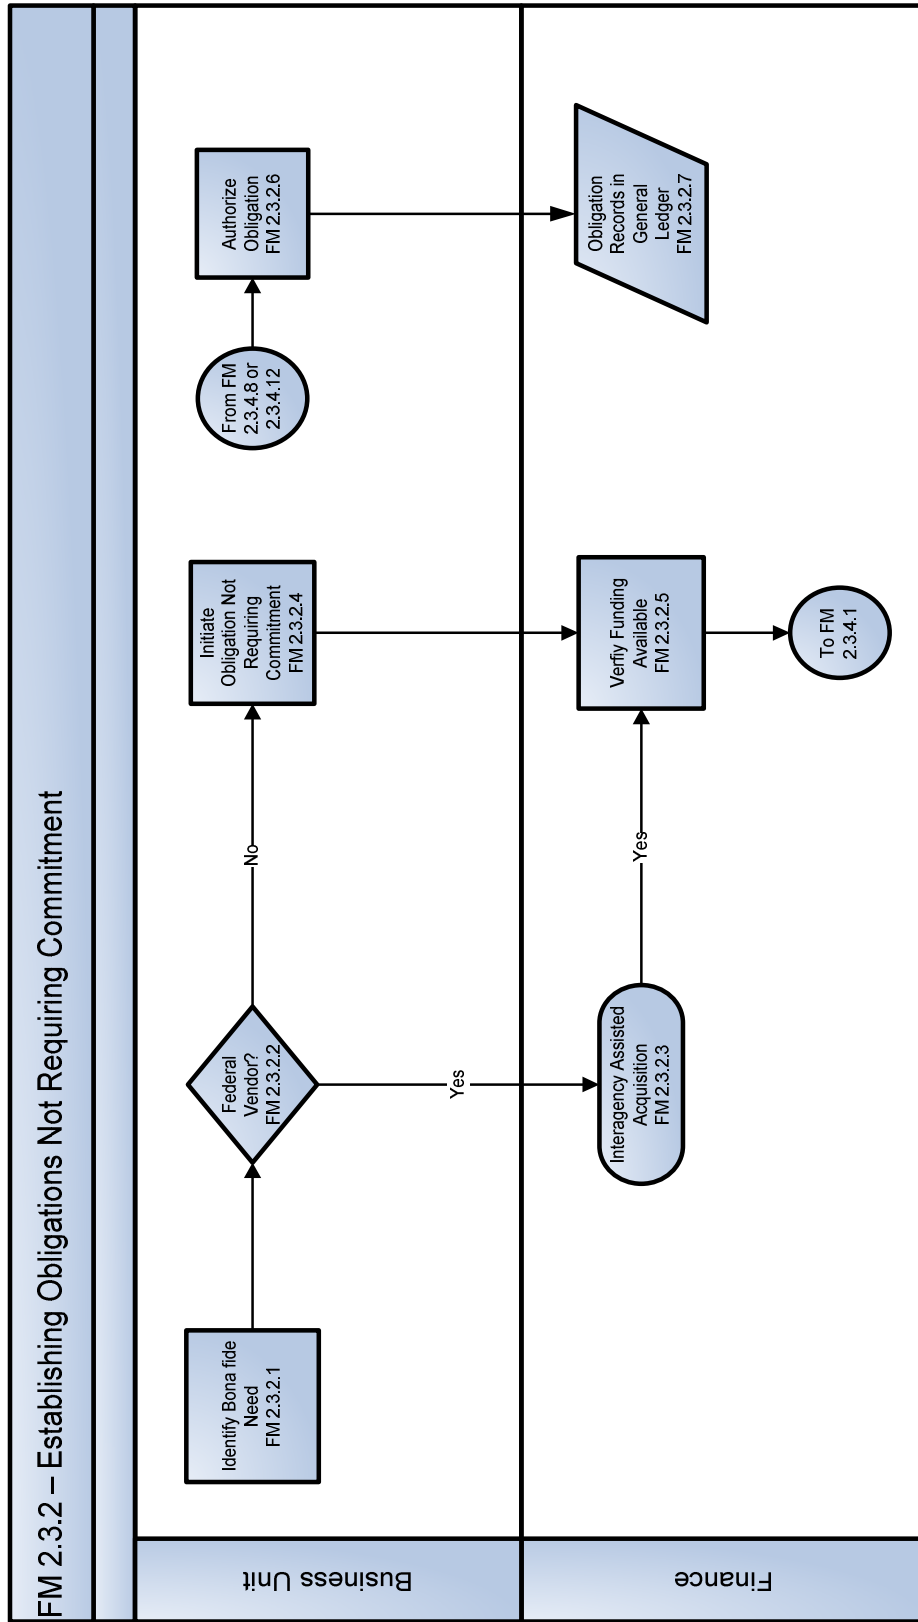 FM 2.3.2 – Establishing Obligations Not Requiring Commitment
Business Unit
Identify Bona fide
Need
FM 2.3.2.1
Federal
Vendor?
FM 2.3.2.2
No
Yes
Initiate
Obligation Not
Requiring
Commitment
FM 2.3.2.4
From FM
2.3.4.8 or
2.3.4.12
Authorize
Obligation
FM 2.3.2.6
Finance
Interagency Assisted
Acquisition
FM 2.3.2.3
Yes
Verfiy Funding
Available
FM 2.3.2.5
To FM
2.3.4.1
Obligation
Records in
General
Ledger
FM 2.3.2.7